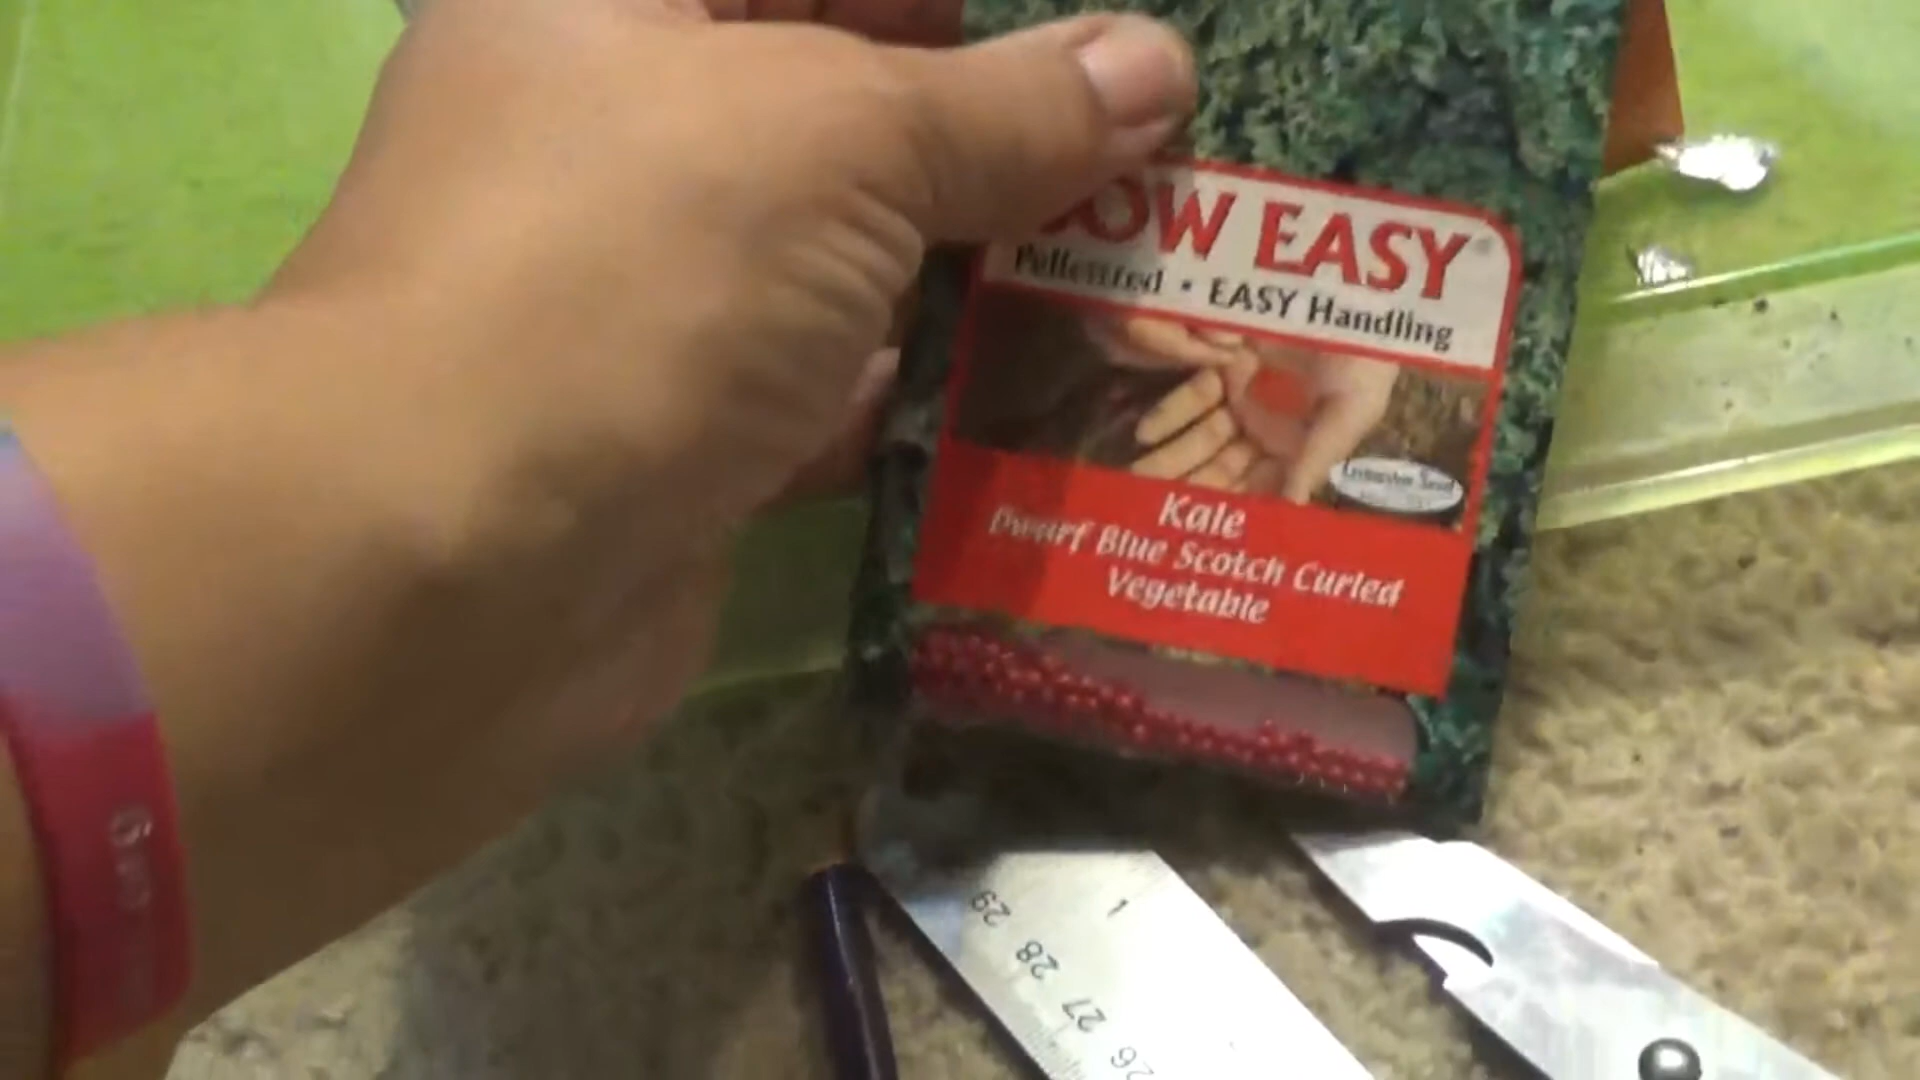 OW EASY®
Pelleted • EASY Handling
Kale
Dwarf Blue Scotch Curled
Vegetable
1
29
28
27
26